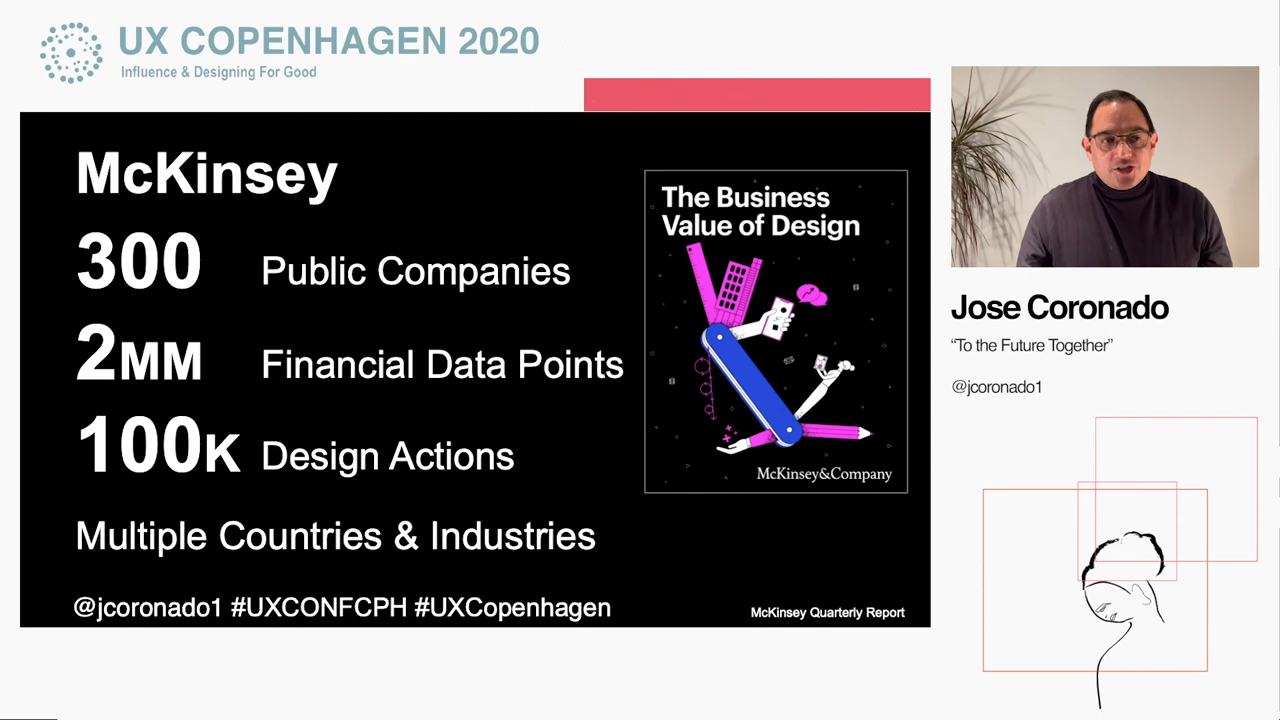 UX COPENHAGEN 2020
Influence & Designing For Good
McKinsey
300 Public Companies
2MM Financial Data Points
100K Design Actions
Multiple Countries & Industries
@jcoronado1 #UXCONFCPH #UXCopenhagen
The Business
Value of Design
McKinsey&Company
McKinsey Quarterly Report
Jose Coronado
“To the Future Together”
@jcoronado1